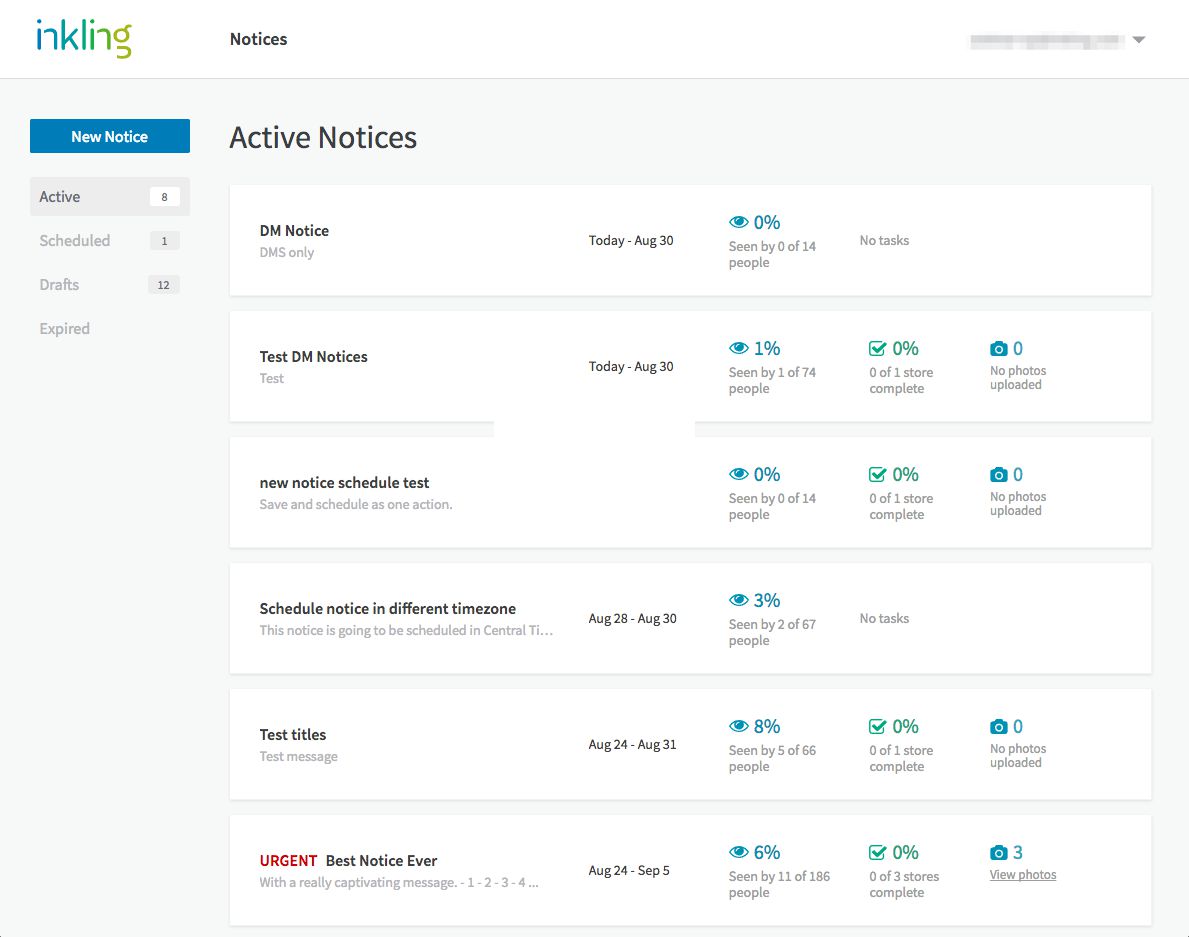 inkling
Notices
New Notice
Active 8
Scheduled 1
Drafts 12
Expired
Active Notices
DM Notice
DMS only
Today - Aug 30
0%
Seen by 0 of 14
people
No tasks
Test DM Notices
Test
Today - Aug 30
1%
Seen by 1 of 74
people
0%
0 of 1 store
complete
0
No photos
uploaded
new notice schedule test
Save and schedule as one action.
0%
Seen by 0 of 14
people
0%
0 of 1 store
complete
0
No photos
uploaded
Schedule notice in different timezone
This notice is going to be scheduled in Central Ti...
Aug 28 - Aug 30
3%
Seen by 2 of 67
people
No tasks
Test titles
Test message
Aug 24 - Aug 31
8%
Seen by 5 of 66
people
0%
0 of 1 store
complete
0
No photos
uploaded
URGENT Best Notice Ever
With a really captivating message. - 1 - 2 - 3 - 4 ...
Aug 24 - Sep 5
6%
Seen by 11 of 186
people
0%
0 of 3 stores
complete
3
View photos